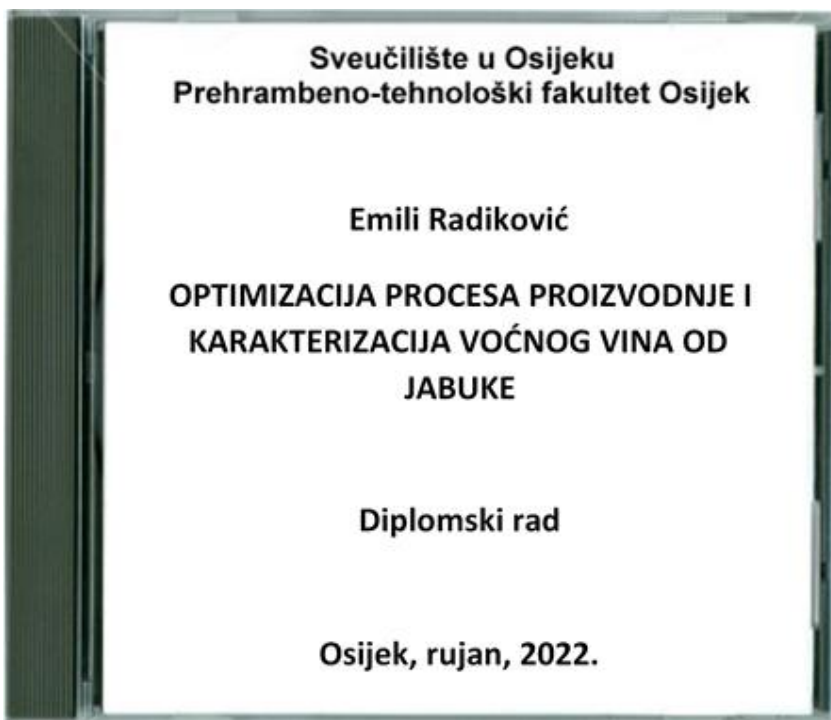 Sveučilište u Osijeku
Prehrambeno-tehnološki fakultet Osijek
Emili Radiković
OPTIMIZACIJA PROCESA PROIZVODNJE I
KARAKTERIZACIJA VOĆNOG VINA OD
JABUKE
Diplomski rad
Osijek, rujan, 2022.